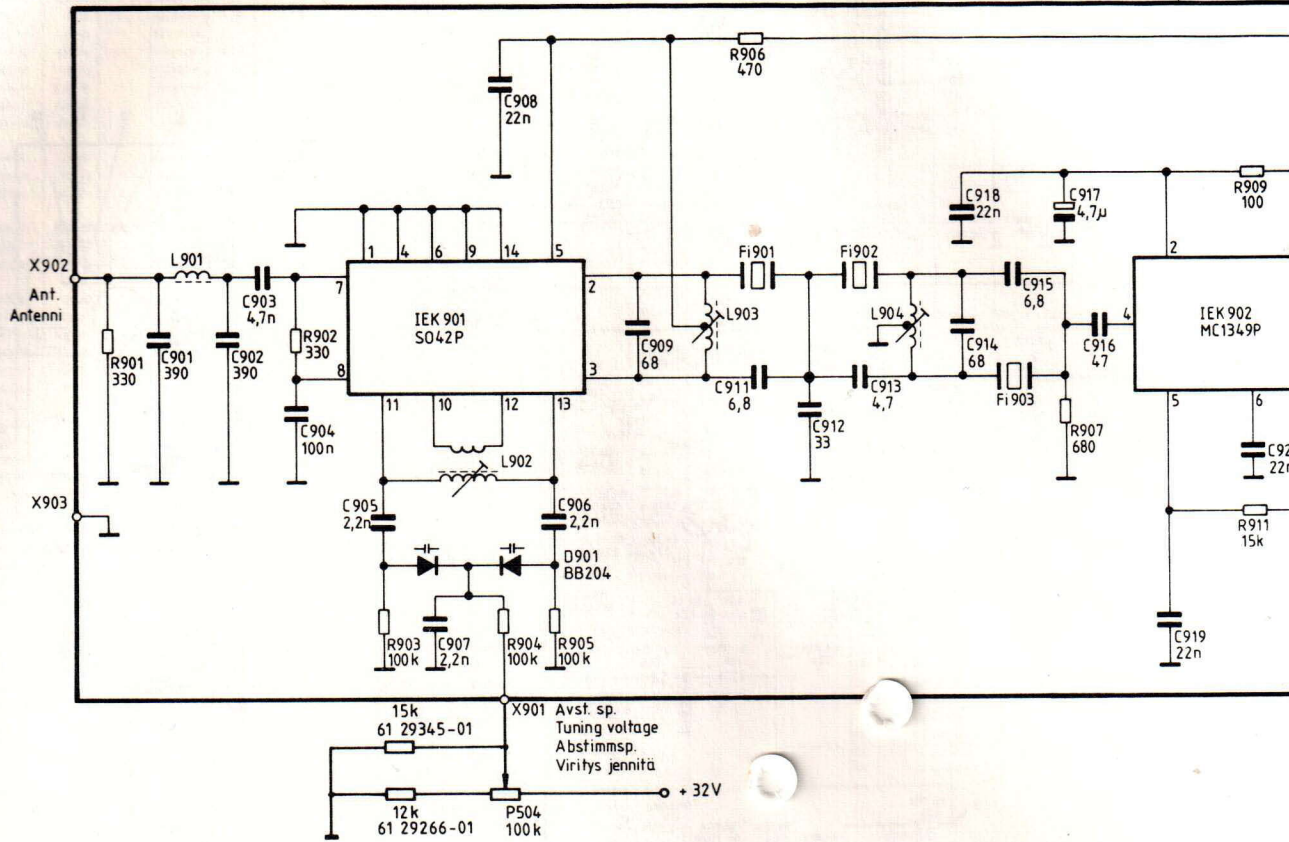 R906
470
C908
22n
C918
22n
C917
4,7µ
R909
100
1
4
6
9
14
5
2
X902
Ant.
Antenni
L901
C903
4,7n
7
R902
330
8
R901
330
C901
390
C902
390
C904
100n
IEK 901
S042P
2
3
11
10
12
13
C909
68
L903
Fi901
Fi902
C911
6,8
C912
33
C913
4,7
L904
C914
68
C915
6,8
Fi903
C916
47
4
R907
680
IEK 902
MC1349P
5
6
C92
22n
R911
15k
C919
22n
L902
X903
C905
2,2n
C906
2,2n
D901
BB204
R903
100k
C907
2,2n
R904
100k
R905
100k
X901
Avst. sp.
Tuning voltage
Abstimmsp.
Viritys jennitä
15k
61 29345-01
12k
61 29266-01
P504
100k
+ 32V